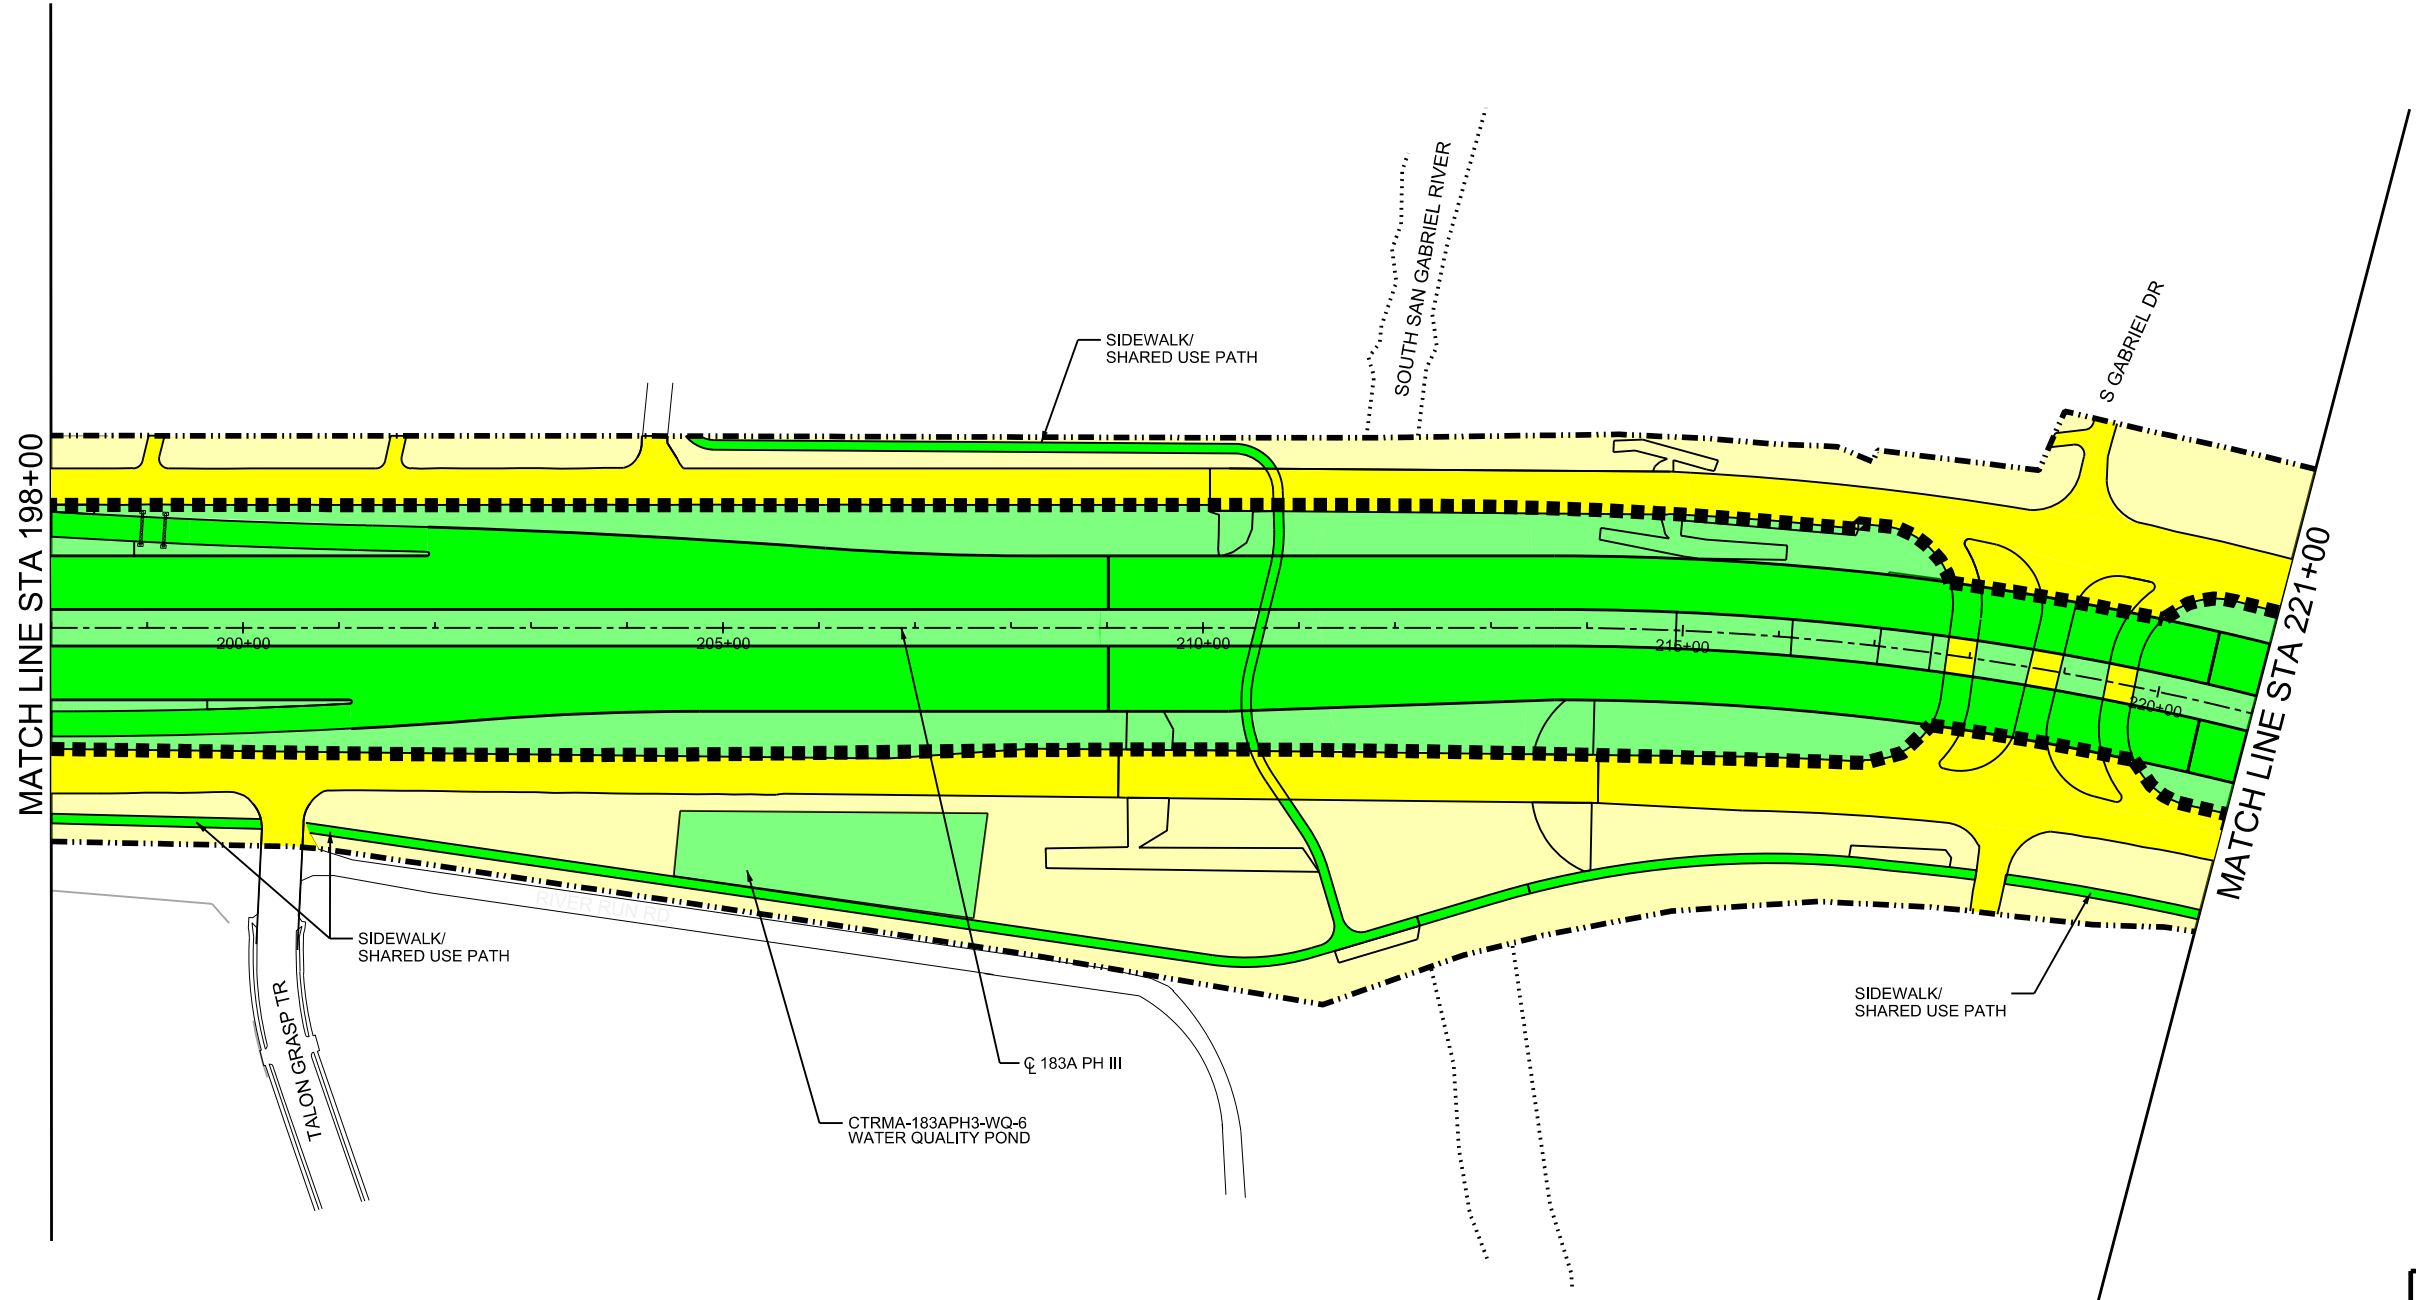 SOUTH SAN GABRIEL RIVER
S GABRIEL DR
SIDEWALK/
SHARED USE PATH
MATCH LINE STA 198+00
MATCH LINE STA 221+00
200+00
205+00
210+00
215+00
220+00
RIVER RUN RD
SIDEWALK/
SHARED USE PATH
TALON GRASP TR
SIDEWALK/
SHARED USE PATH
℄ 183A PH III
CTRMA-183APH3-WQ-6
WATER QUALITY POND